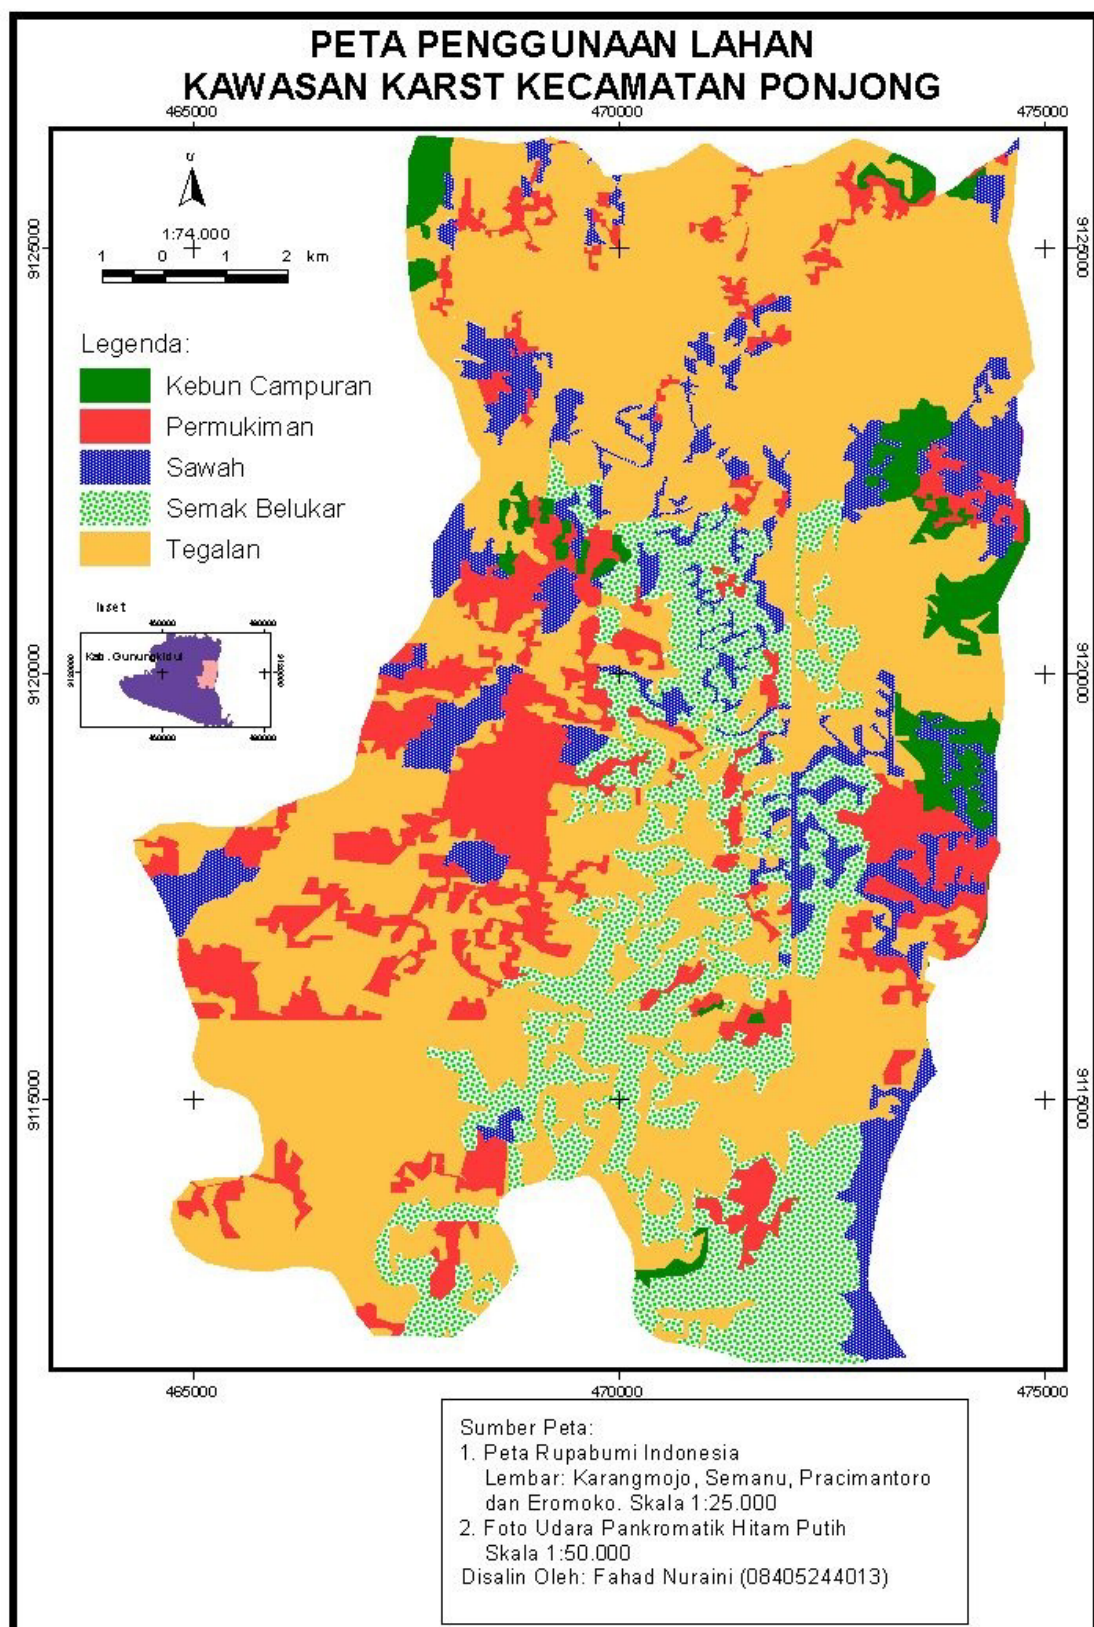 PETA PENGGUNAAN LAHAN
KAWASAN KARST KECAMATAN PONJONG
465000 470000 475000
U
1:74.000
1 0 1 2 km
9125000 9125000
Legenda:
Kebun Campuran
Permukiman
Sawah
Semak Belukar
Tegalan
Inset
Kab. Gunungkidul
9120000 9120000
9115000 9115000
465000 470000 475000
Sumber Peta:
1. Peta Rupabumi Indonesia
Lembar: Karangmojo, Semanu, Pracimantoro
dan Eromoko. Skala 1:25.000
2. Foto Udara Pankromatik Hitam Putih
Skala 1:50.000
Disalin Oleh: Fahad Nuraini (08405244013)